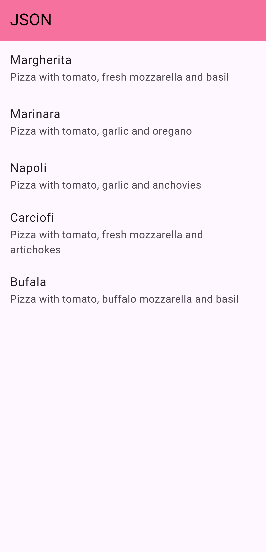 JSON
Margherita
Pizza with tomato, fresh mozzarella and basil
Marinara
Pizza with tomato, garlic and oregano
Napoli
Pizza with tomato, garlic and anchovies
Carciofi
Pizza with tomato, fresh mozzarella and
artichokes
Bufala
Pizza with tomato, buffalo mozzarella and basil